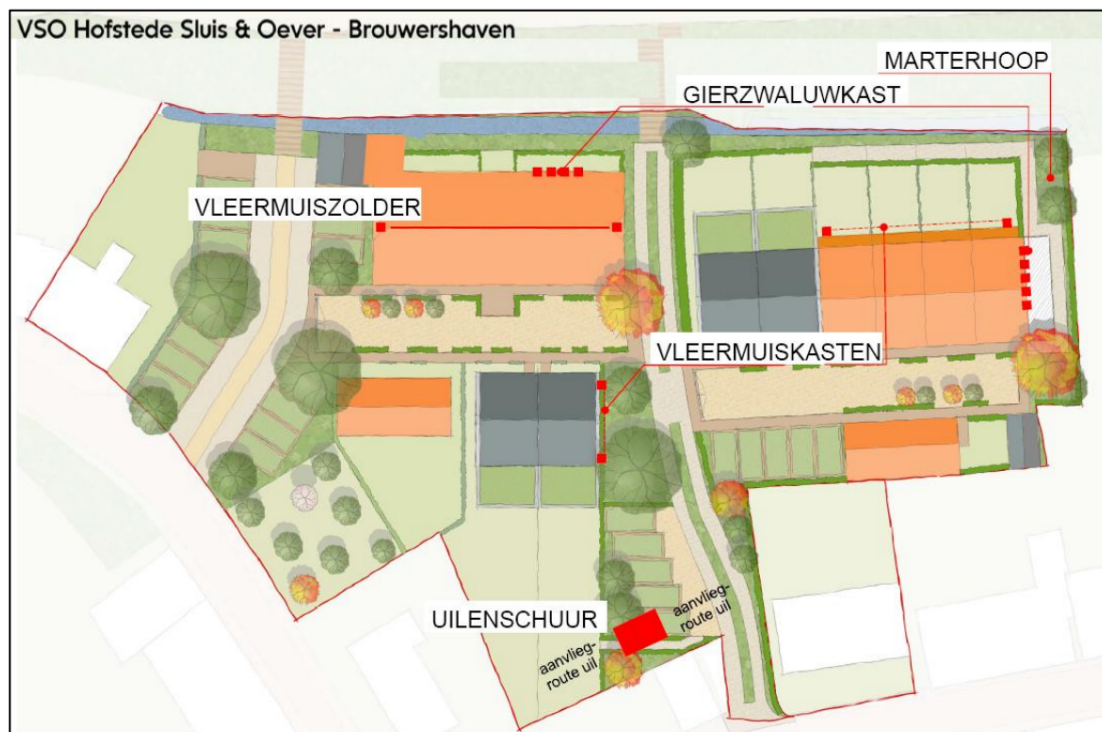 VSO Hofstede Sluis & Oever - Brouwershaven
MARTERHOOP
GIERZWALUWKAST
VLEERMUISZOLDER
VLEERMUISKASTEN
UILENSCHUUR
aanvlieg-
route uil
aanvlieg-
route uil